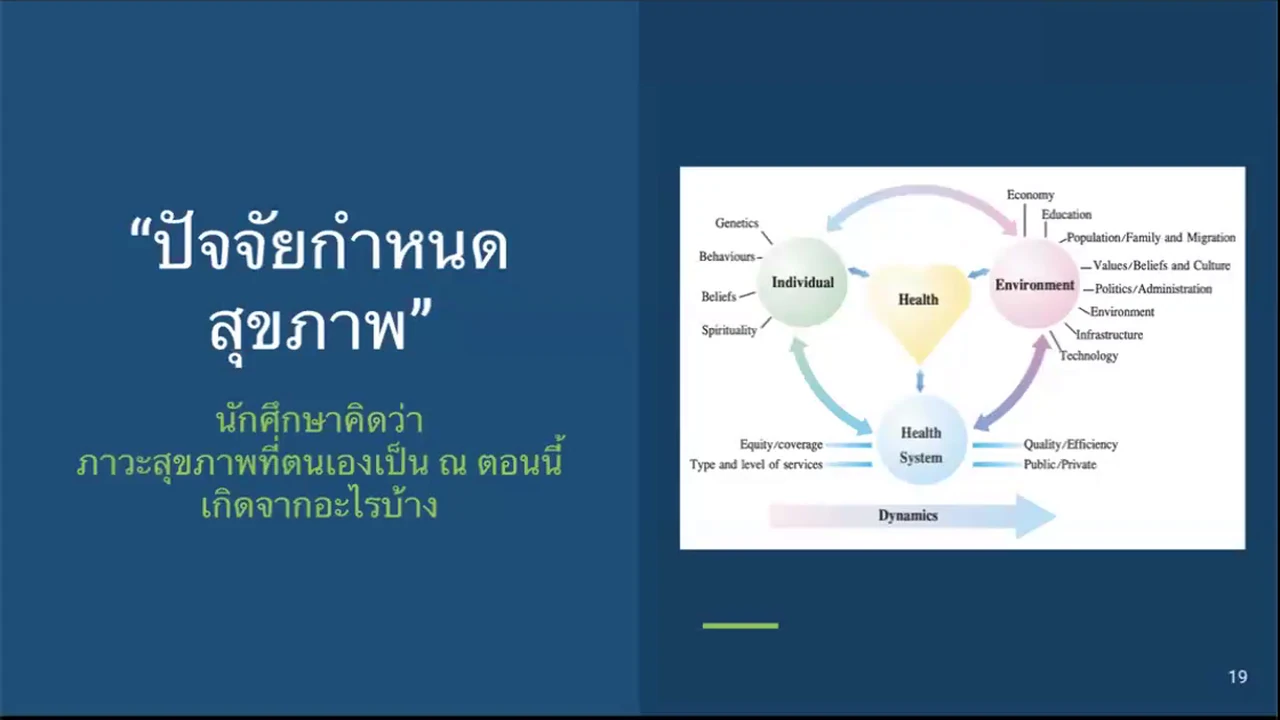 “ปัจจัยกำหนด
สุขภาพ”
นักศึกษาคิดว่า
ภาวะสุขภาพที่ตนเองเป็น ณ ตอนนี้
เกิดจากอะไรบ้าง
Genetics
Behaviours
Beliefs
Spirituality
Individual
Health
Environment
Economy
Education
Population/Family and Migration
Values/Beliefs and Culture
Politics/Administration
Environment
Infrastructure
Technology
Health
System
Equity/coverage
Type and level of services
Quality/Efficiency
Public/Private
Dynamics
19